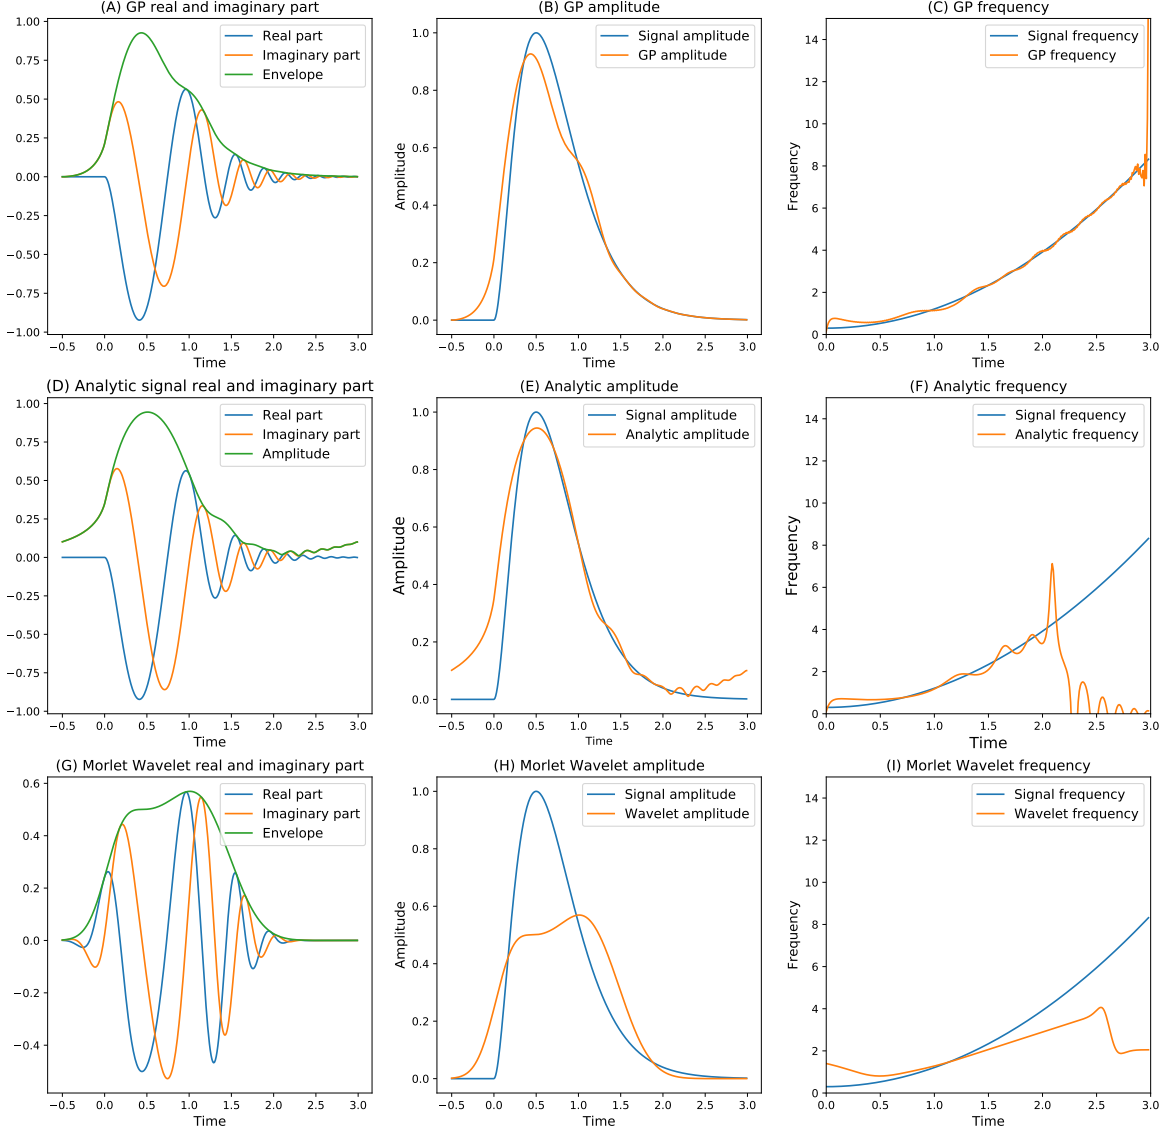 (A) GP real and imaginary part
1.00
0.75
0.50
0.25
0.00
−0.25
−0.50
−0.75
−1.00
−0.5 0.0 0.5 1.0 1.5 2.0 2.5 3.0
Time
Real part
Imaginary part
Envelope
(B) GP amplitude
Amplitude
1.0
0.8
0.6
0.4
0.2
0.0
−0.5 0.0 0.5 1.0 1.5 2.0 2.5 3.0
Time
Signal amplitude
GP amplitude
(C) GP frequency
Frequency
14
12
10
8
6
4
2
0
0.0 0.5 1.0 1.5 2.0 2.5 3.0
Time
Signal frequency
GP frequency
(D) Analytic signal real and imaginary part
1.00
0.75
0.50
0.25
0.00
−0.25
−0.50
−0.75
−1.00
−0.5 0.0 0.5 1.0 1.5 2.0 2.5 3.0
Time
Real part
Imaginary part
Amplitude
(E) Analytic amplitude
Amplitude
1.0
0.8
0.6
0.4
0.2
0.0
−0.5 0.0 0.5 1.0 1.5 2.0 2.5 3.0
Time
Signal amplitude
Analytic amplitude
(F) Analytic frequency
Frequency
14
12
10
8
6
4
2
0
0.0 0.5 1.0 1.5 2.0 2.5 3.0
Time
Signal frequency
Analytic frequency
(G) Morlet Wavelet real and imaginary part
0.6
0.4
0.2
0.0
−0.2
−0.4
−0.5 0.0 0.5 1.0 1.5 2.0 2.5 3.0
Time
Real part
Imaginary part
Envelope
(H) Morlet Wavelet amplitude
Amplitude
1.0
0.8
0.6
0.4
0.2
0.0
−0.5 0.0 0.5 1.0 1.5 2.0 2.5 3.0
Time
Signal amplitude
Wavelet amplitude
(I) Morlet Wavelet frequency
Frequency
14
12
10
8
6
4
2
0
0.0 0.5 1.0 1.5 2.0 2.5 3.0
Time
Signal frequency
Wavelet frequency